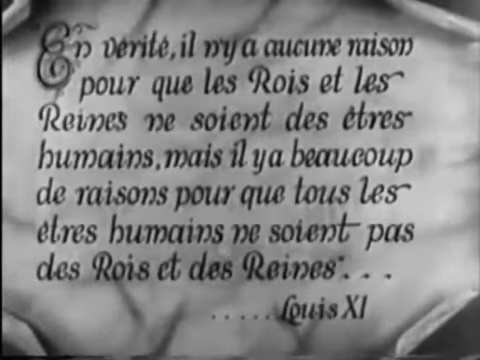 En vérité, il n'y a aucune raison
pour que les Rois et les
Reines ne soient des êtres
humains, mais il y a beaucoup
de raisons pour que tous les
êtres humains ne soient pas
des Rois et des Reines . . .
. . . . . Louis XI